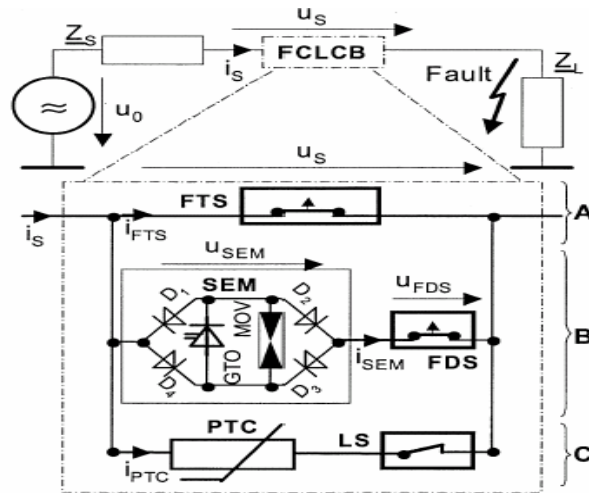 u_S
Z_S
i_S
FCLCB
Fault
Z_L
≈
u_0
u_S
FTS
A
i_S
i_FTS
u_SEM
SEM
u_FDS
D_1
D_2
MOV
GTO
i_SEM
FDS
B
D_4
D_3
PTC
LS
C
i_PTC